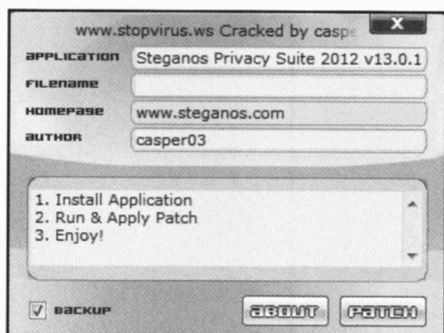 www.stopvirus.ws Cracked by casp
X
APPLICATION Steganos Privacy Suite 2012 v13.0.1
FILENAME
HOMEPAGE www.steganos.com
AUTHOR casper03
1. Install Application
2. Run & Apply Patch
3. Enjoy!
BACKUP ABOUT PATCH